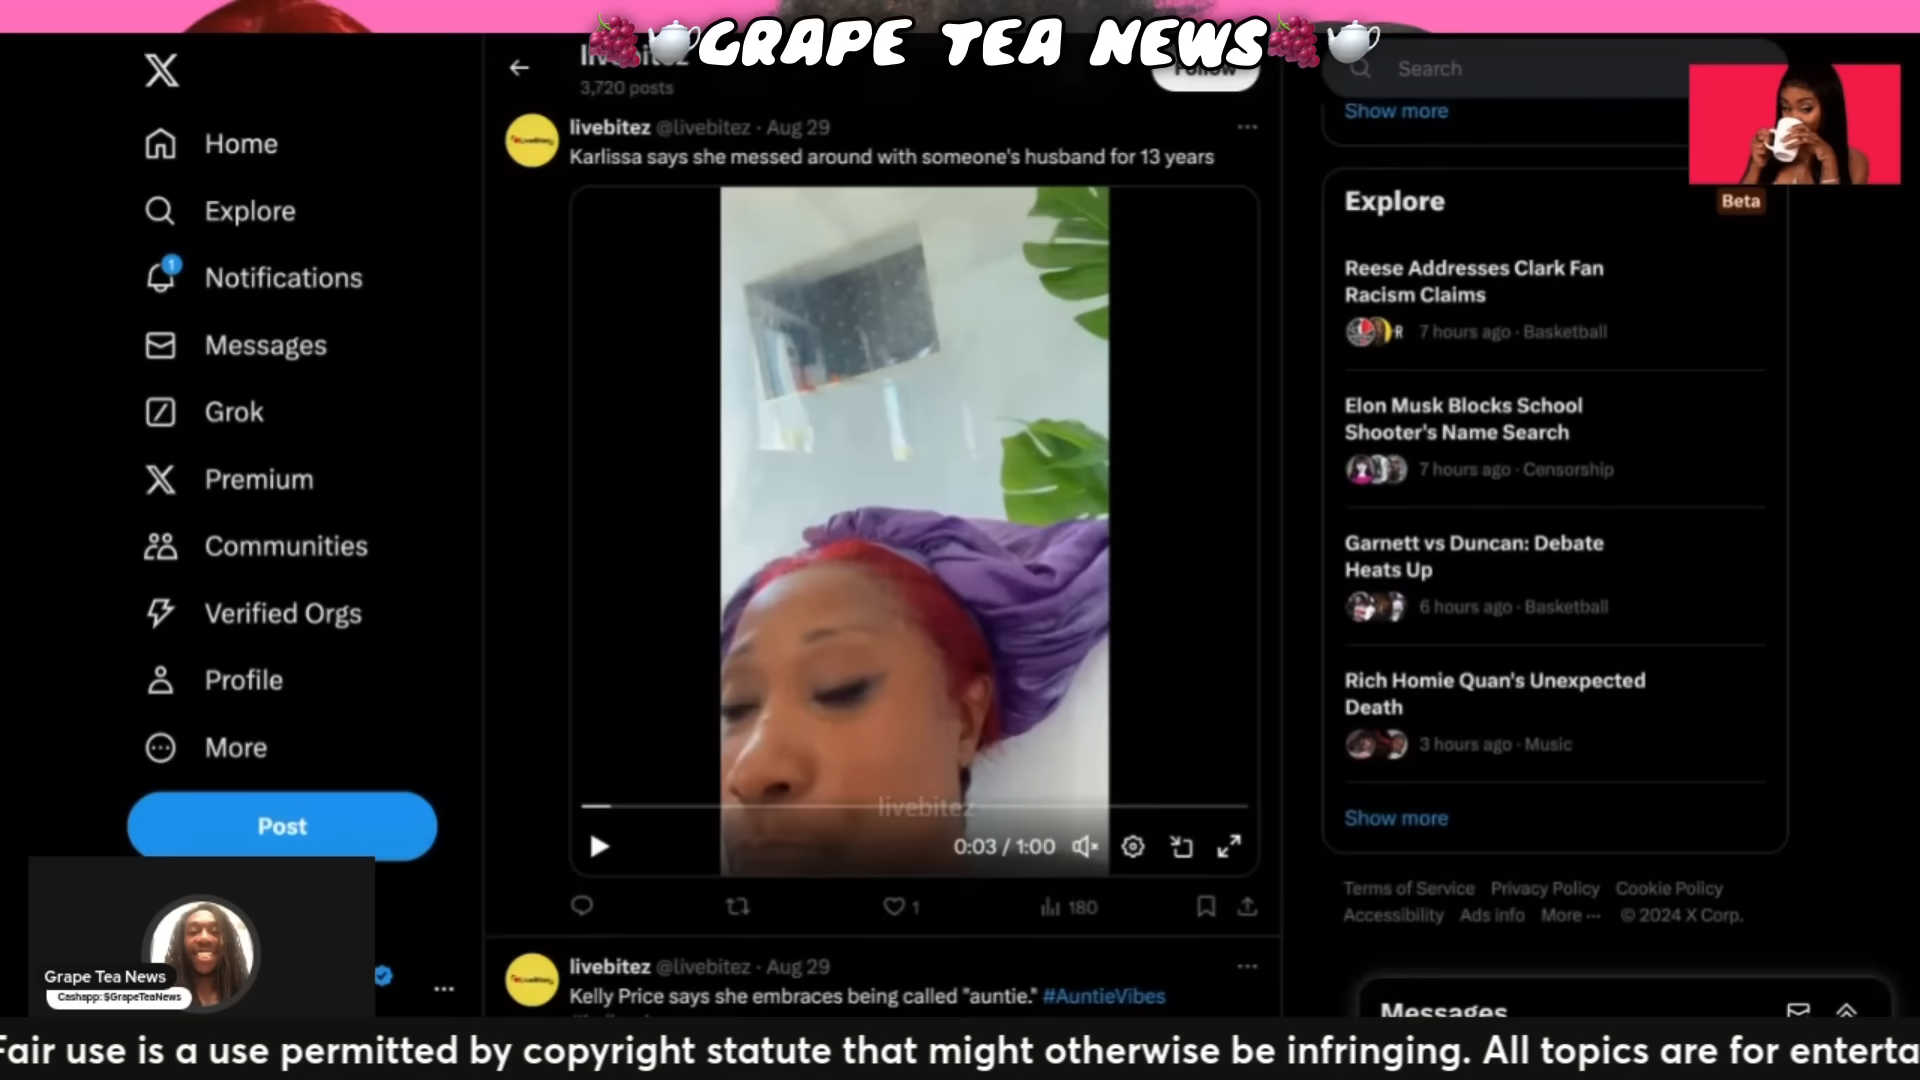 GRAPE TEA NEWS
3,720 posts
Follow
Search
Show more
Home
Explore
Notifications
1
Messages
Grok
Premium
Communities
Verified Orgs
Profile
More
Post
livebitez @livebitez · Aug 29
Karlissa says she messed around with someone's husband for 13 years
livebitez
0:03 / 1:00
1
180
livebitez @livebitez · Aug 29
Kelly Price says she embraces being called "auntie." #AuntieVibes
Explore
Beta
Reese Addresses Clark Fan
Racism Claims
7 hours ago · Basketball
Elon Musk Blocks School
Shooter's Name Search
7 hours ago · Censorship
Garnett vs Duncan: Debate
Heats Up
6 hours ago · Basketball
Rich Homie Quan's Unexpected
Death
3 hours ago · Music
Show more
Terms of Service Privacy Policy Cookie Policy
Accessibility Ads info More ··· © 2024 X Corp.
Messages
Grape Tea News
Cashapp: $GrapeTeaNews
Fair use is a use permitted by copyright statute that might otherwise be infringing. All topics are for enterta